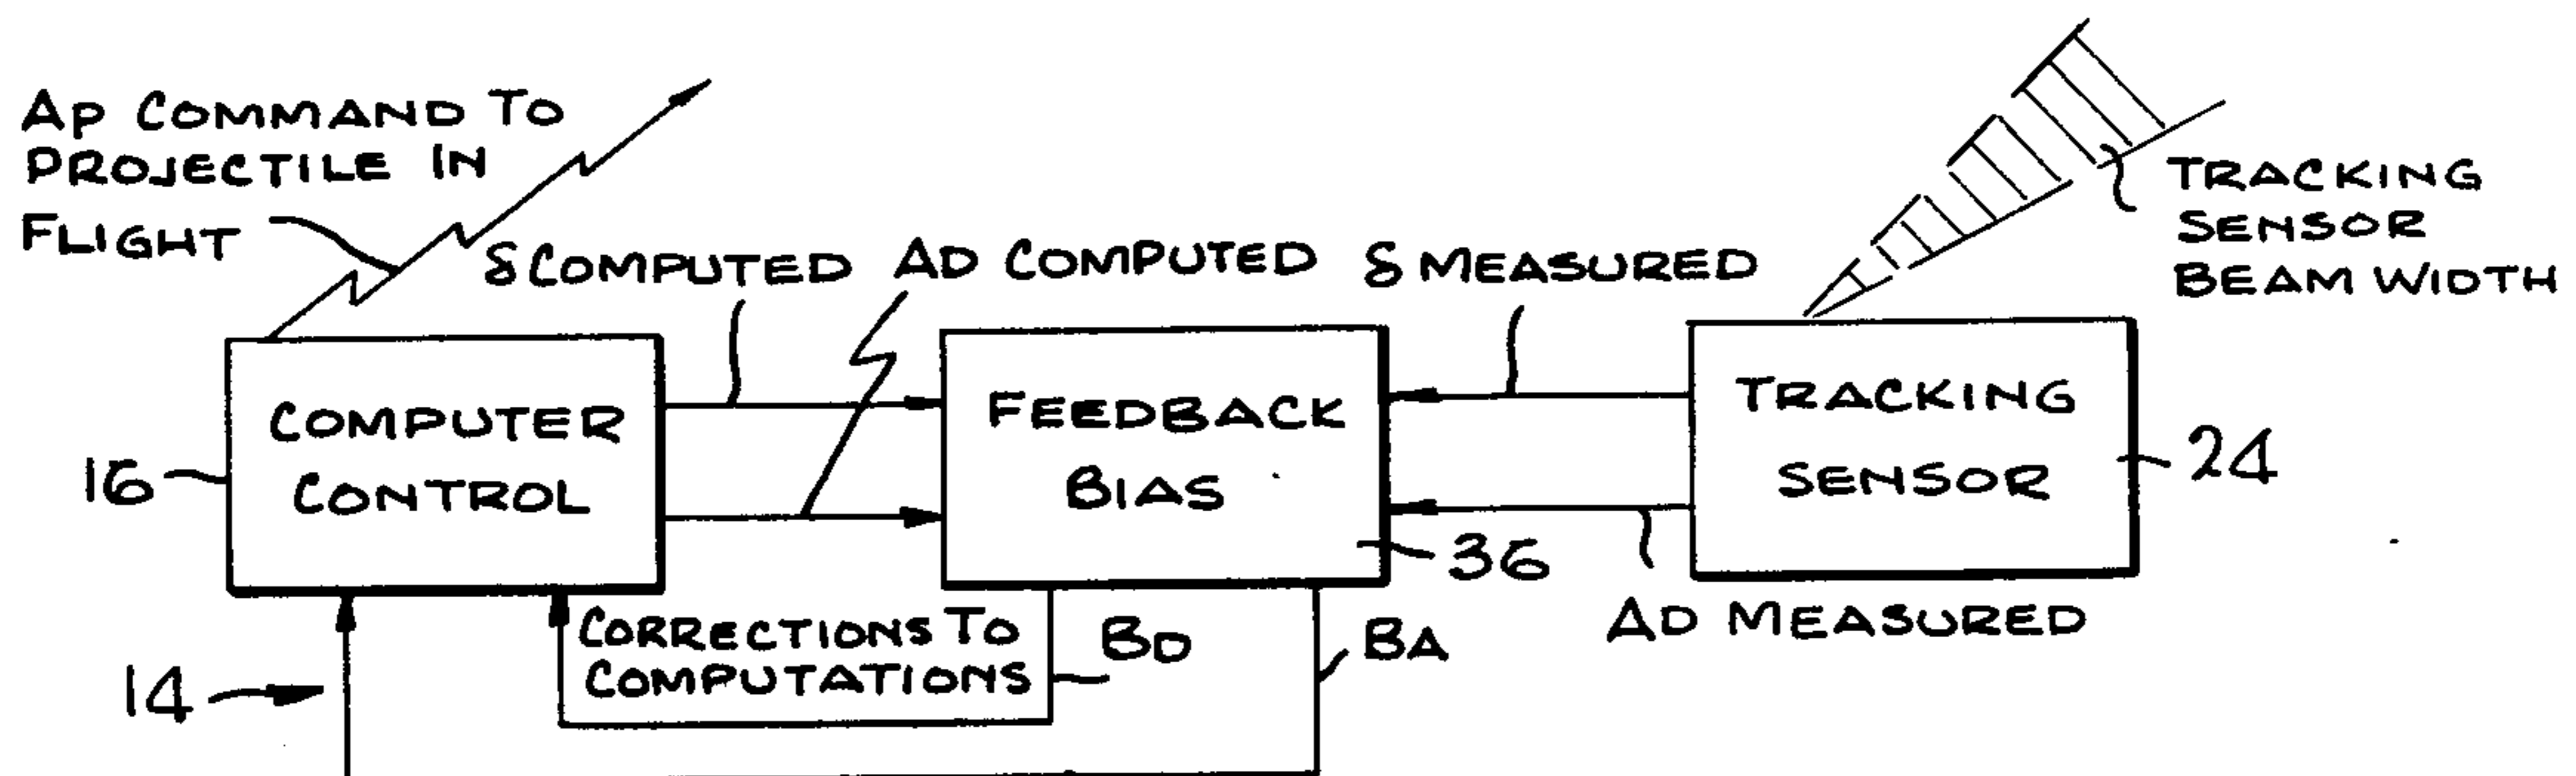 AP COMMAND TO
PROJECTILE IN
FLIGHT
δ COMPUTED
AD COMPUTED
δ MEASURED
TRACKING
SENSOR
BEAM WIDTH
COMPUTER
CONTROL
16
FEEDBACK
BIAS
36
TRACKING
SENSOR
24
AD MEASURED
CORRECTIONS TO
COMPUTATIONS
BD
BA
14